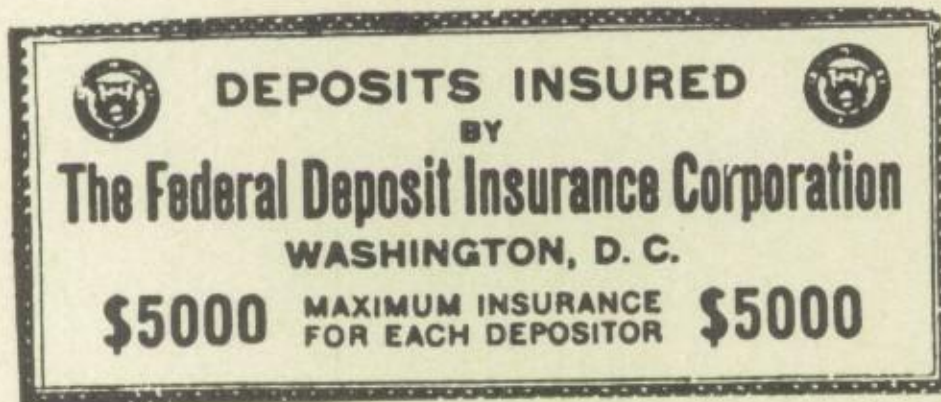 DEPOSITS INSURED
BY
The Federal Deposit Insurance Corporation
WASHINGTON, D. C.
$5000 MAXIMUM INSURANCE FOR EACH DEPOSITOR $5000